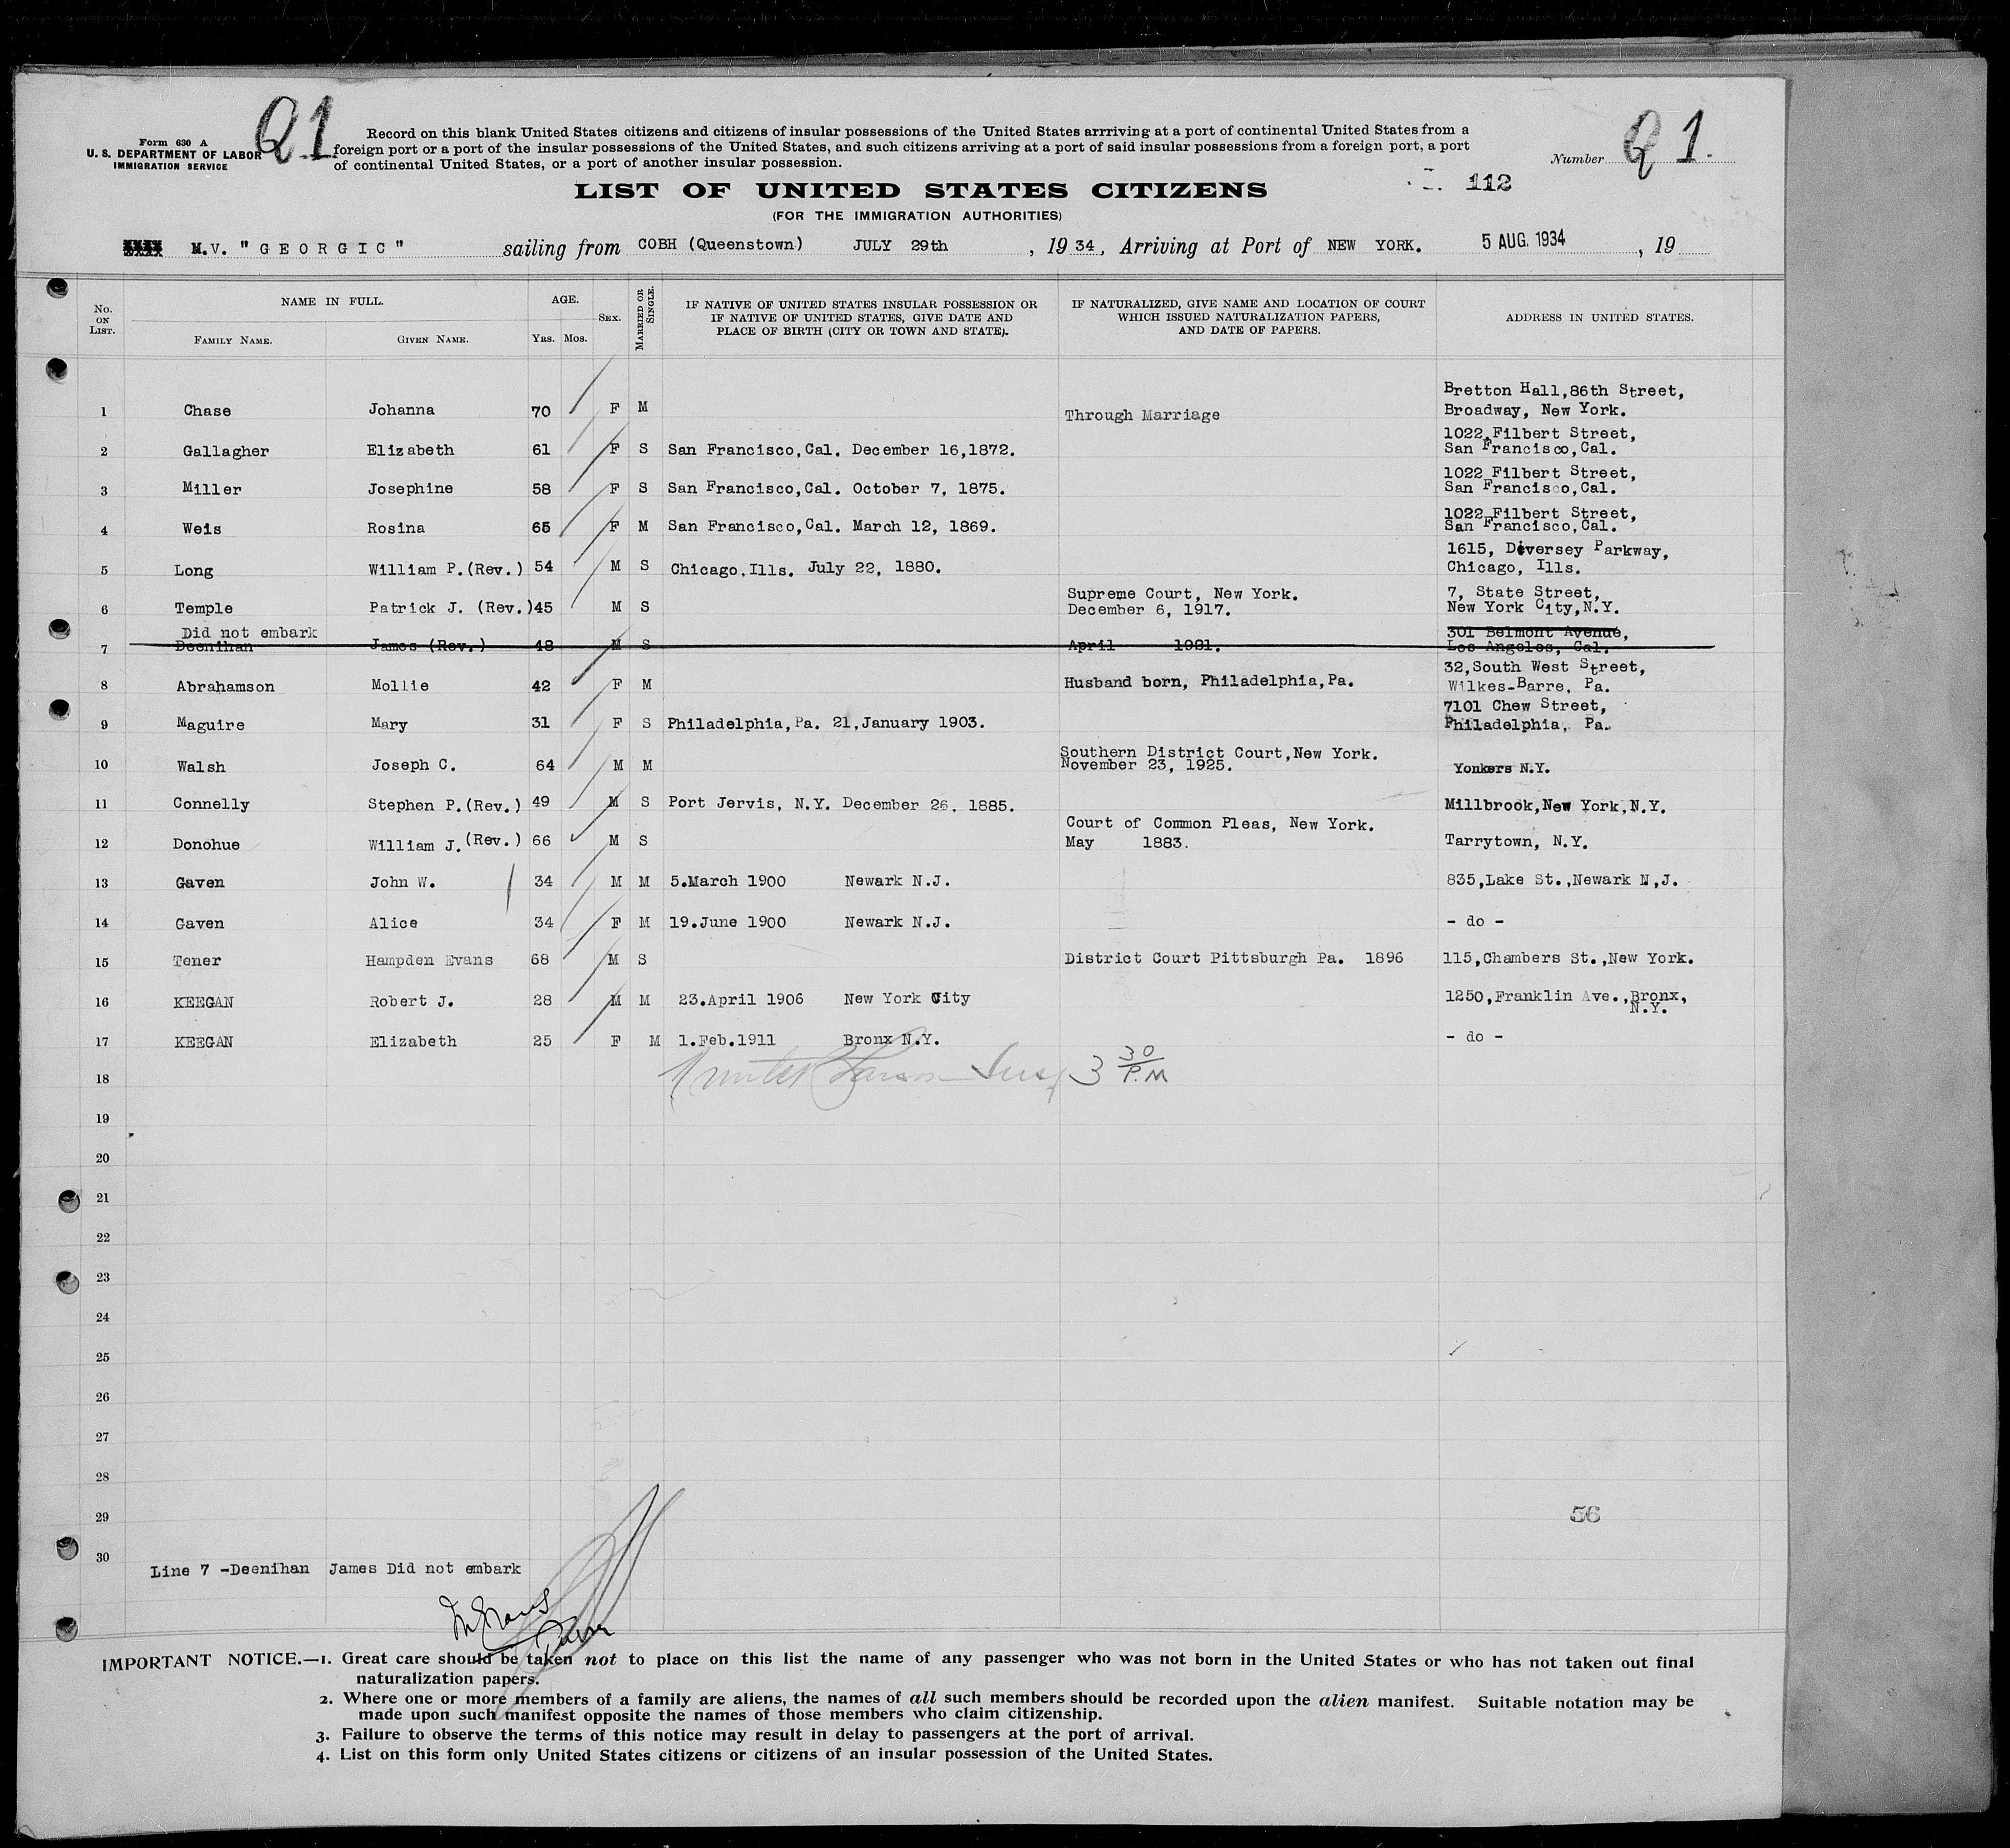 Q1
Form 630 A
U. S. DEPARTMENT OF LABOR
IMMIGRATION SERVICE
Record on this blank United States citizens and citizens of insular possessions of the United States arrriving at a port of continental United States from a
foreign port or a port of the insular possessions of the United States, and such citizens arriving at a port of said insular possessions from a foreign port, a port
of continental United States, or a port of another insular possession.
Number Q 1.
LIST OF UNITED STATES CITIZENS
112
(FOR THE IMMIGRATION AUTHORITIES)
M.V. "GEORGIC" sailing from COBH (Queenstown) JULY 29th , 1934, Arriving at Port of NEW YORK. 5 AUG. 1934 , 19
No. ON LIST.
NAME IN FULL.
FAMILY NAME. GIVEN NAME.
AGE.
YRS. MOS.
SEX.
MARRIED OR SINGLE.
IF NATIVE OF UNITED STATES INSULAR POSSESSION OR
IF NATIVE OF UNITED STATES, GIVE DATE AND
PLACE OF BIRTH (CITY OR TOWN AND STATE).
IF NATURALIZED, GIVE NAME AND LOCATION OF COURT
WHICH ISSUED NATURALIZATION PAPERS,
AND DATE OF PAPERS.
ADDRESS IN UNITED STATES.
1 Chase Johanna 70 F M Through Marriage Bretton Hall,86th Street,
Broadway, New York.
2 Gallagher Elizabeth 61 F S San Francisco,Cal. December 16,1872. 1022 Filbert Street,
San Francisco,Cal.
3 Miller Josephine 58 F S San Francisco,Cal. October 7, 1875. 1022 Filbert Street,
San Francisco,Cal.
4 Weis Rosina 65 F M San Francisco,Cal. March 12, 1869. 1022 Filbert Street,
San Francisco,Cal.
5 Long William P.(Rev.) 54 M S Chicago,Ills. July 22, 1880. 1615, Diversey Parkway,
Chicago, Ills.
6 Temple Patrick J. (Rev.) 45 M S Supreme Court, New York.
December 6, 1917. 7, State Street,
New York City,N.Y.
Did not embark
7 Deenihan James (Rev.) 48 M S April 1921. 301 Belmont Avenue,
Los Angeles, Cal.
8 Abrahamson Mollie 42 F M Husband born, Philadelphia,Pa. 32,South West Street,
Wilkes-Barre, Pa.
9 Maguire Mary 31 F S Philadelphia,Pa. 21,January 1903. 7101 Chew Street,
Philadelphia, Pa.
10 Walsh Joseph C. 64 M M Southern District Court,New York.
November 23, 1925. Yonkers N.Y.
11 Connelly Stephen P.(Rev.) 49 M S Port Jervis, N.Y. December 26, 1885. Millbrook,New York,N.Y.
12 Donohue William J.(Rev.) 66 M S Court of Common Pleas, New York.
May 1883. Tarrytown, N.Y.
13 Gaven John W. 34 M M 5.March 1900 Newark N.J. 835,Lake St.,Newark N,J.
14 Gaven Alice 34 F M 19.June 1900 Newark N.J. - do -
15 Tener Hampden Evans 68 M S District Court Pittsburgh Pa. 1896 115,Chambers St.,New York.
16 KEEGAN Robert J. 28 M M 23.April 1906 New York City 1250,Franklin Ave.,Bronx,
N.Y.
17 KEEGAN Elizabeth 25 F M 1.Feb.1911 Bronx N.Y. - do -
3 30 P.M
18
19
20
21
22
23
24
25
26
27
28
29 56
30
Line 7 -Deenihan James Did not embark
IMPORTANT NOTICE.—1. Great care should be taken not to place on this list the name of any passenger who was not born in the United States or who has not taken out final
naturalization papers.
2. Where one or more members of a family are aliens, the names of all such members should be recorded upon the alien manifest. Suitable notation may be
made upon such manifest opposite the names of those members who claim citizenship.
3. Failure to observe the terms of this notice may result in delay to passengers at the port of arrival.
4. List on this form only United States citizens or citizens of an insular possession of the United States.